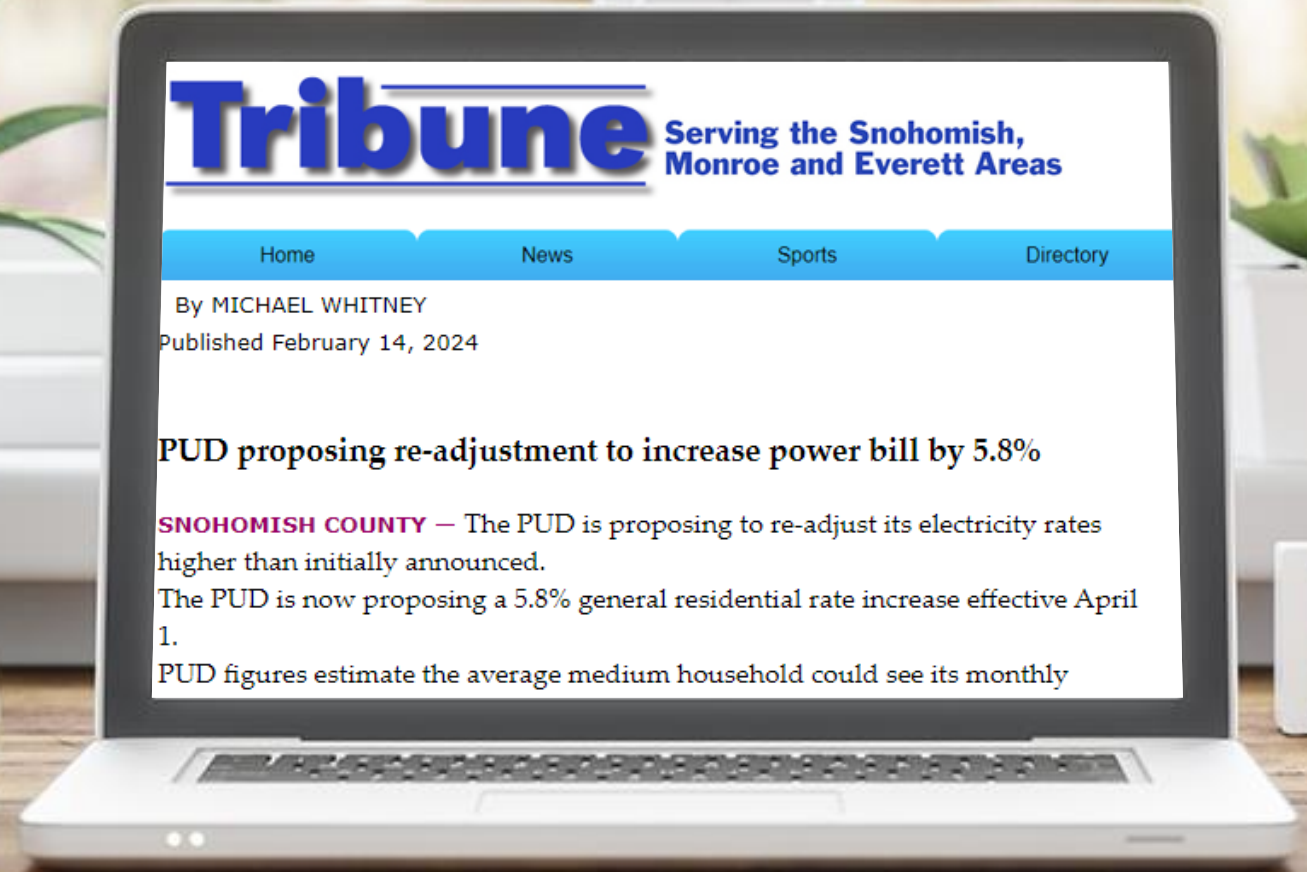 Tribune
Serving the Snohomish,
Monroe and Everett Areas
Home News Sports Directory
By MICHAEL WHITNEY
Published February 14, 2024
PUD proposing re-adjustment to increase power bill by 5.8%
SNOHOMISH COUNTY — The PUD is proposing to re-adjust its electricity rates
higher than initially announced.
The PUD is now proposing a 5.8% general residential rate increase effective April
1.
PUD figures estimate the average medium household could see its monthly